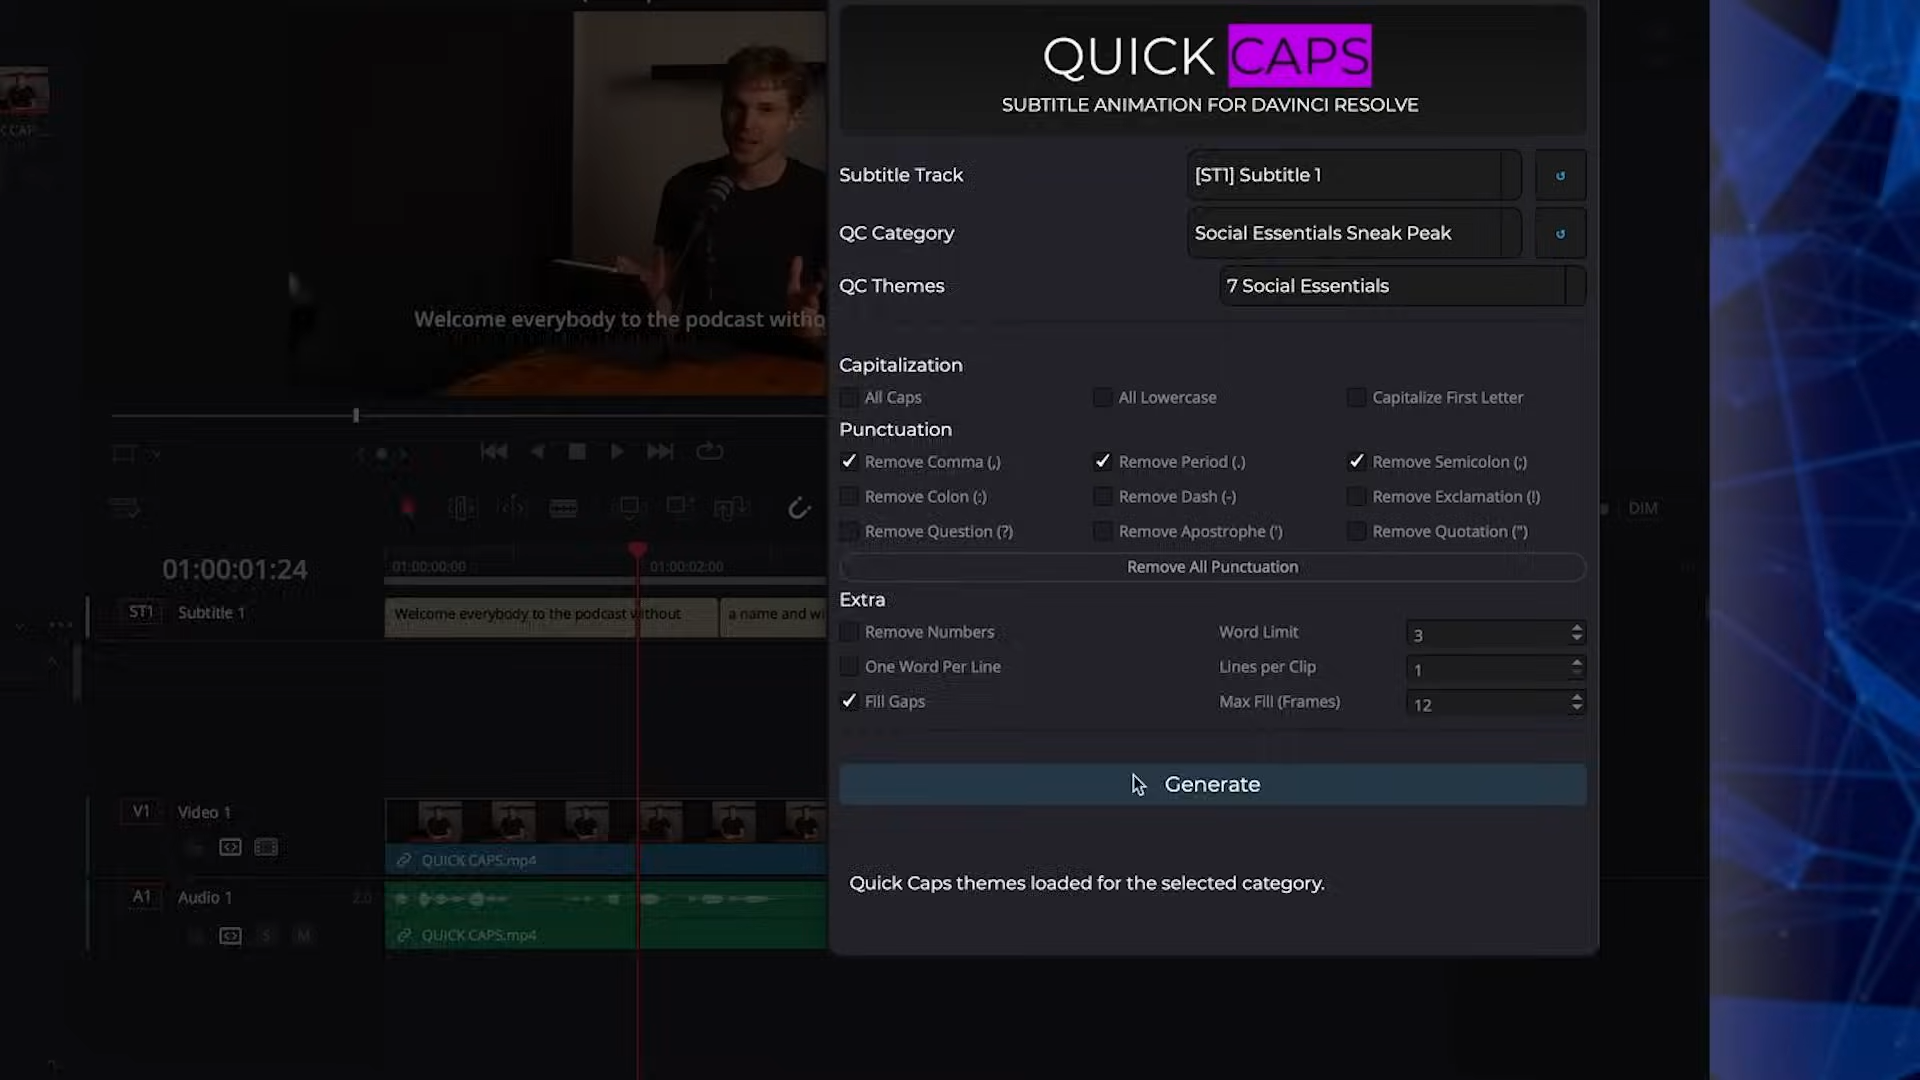 QUICK CAPS
SUBTITLE ANIMATION FOR DAVINCI RESOLVE
Subtitle Track
[ST1] Subtitle 1
QC Category
Social Essentials Sneak Peak
QC Themes
7 Social Essentials
Welcome everybody to the podcast witho
Capitalization
All Caps
All Lowercase
Capitalize First Letter
Punctuation
Remove Comma (,)
Remove Period (.)
Remove Semicolon (;)
Remove Colon (:)
Remove Dash (-)
Remove Exclamation (!)
Remove Question (?)
Remove Apostrophe (')
Remove Quotation (")
Remove All Punctuation
Extra
Remove Numbers
Word Limit
3
One Word Per Line
Lines per Clip
1
Fill Gaps
Max Fill (Frames)
12
Generate
Quick Caps themes loaded for the selected category.
DIM
01:00:01:24
01:00:00:00
01:00:02:00
ST1
Subtitle 1
Welcome everybody to the podcast without
a name and wi
V1
Video 1
QUICK CAPS.mp4
A1
Audio 1
2.0
S
M
QUICK CAPS.mp4